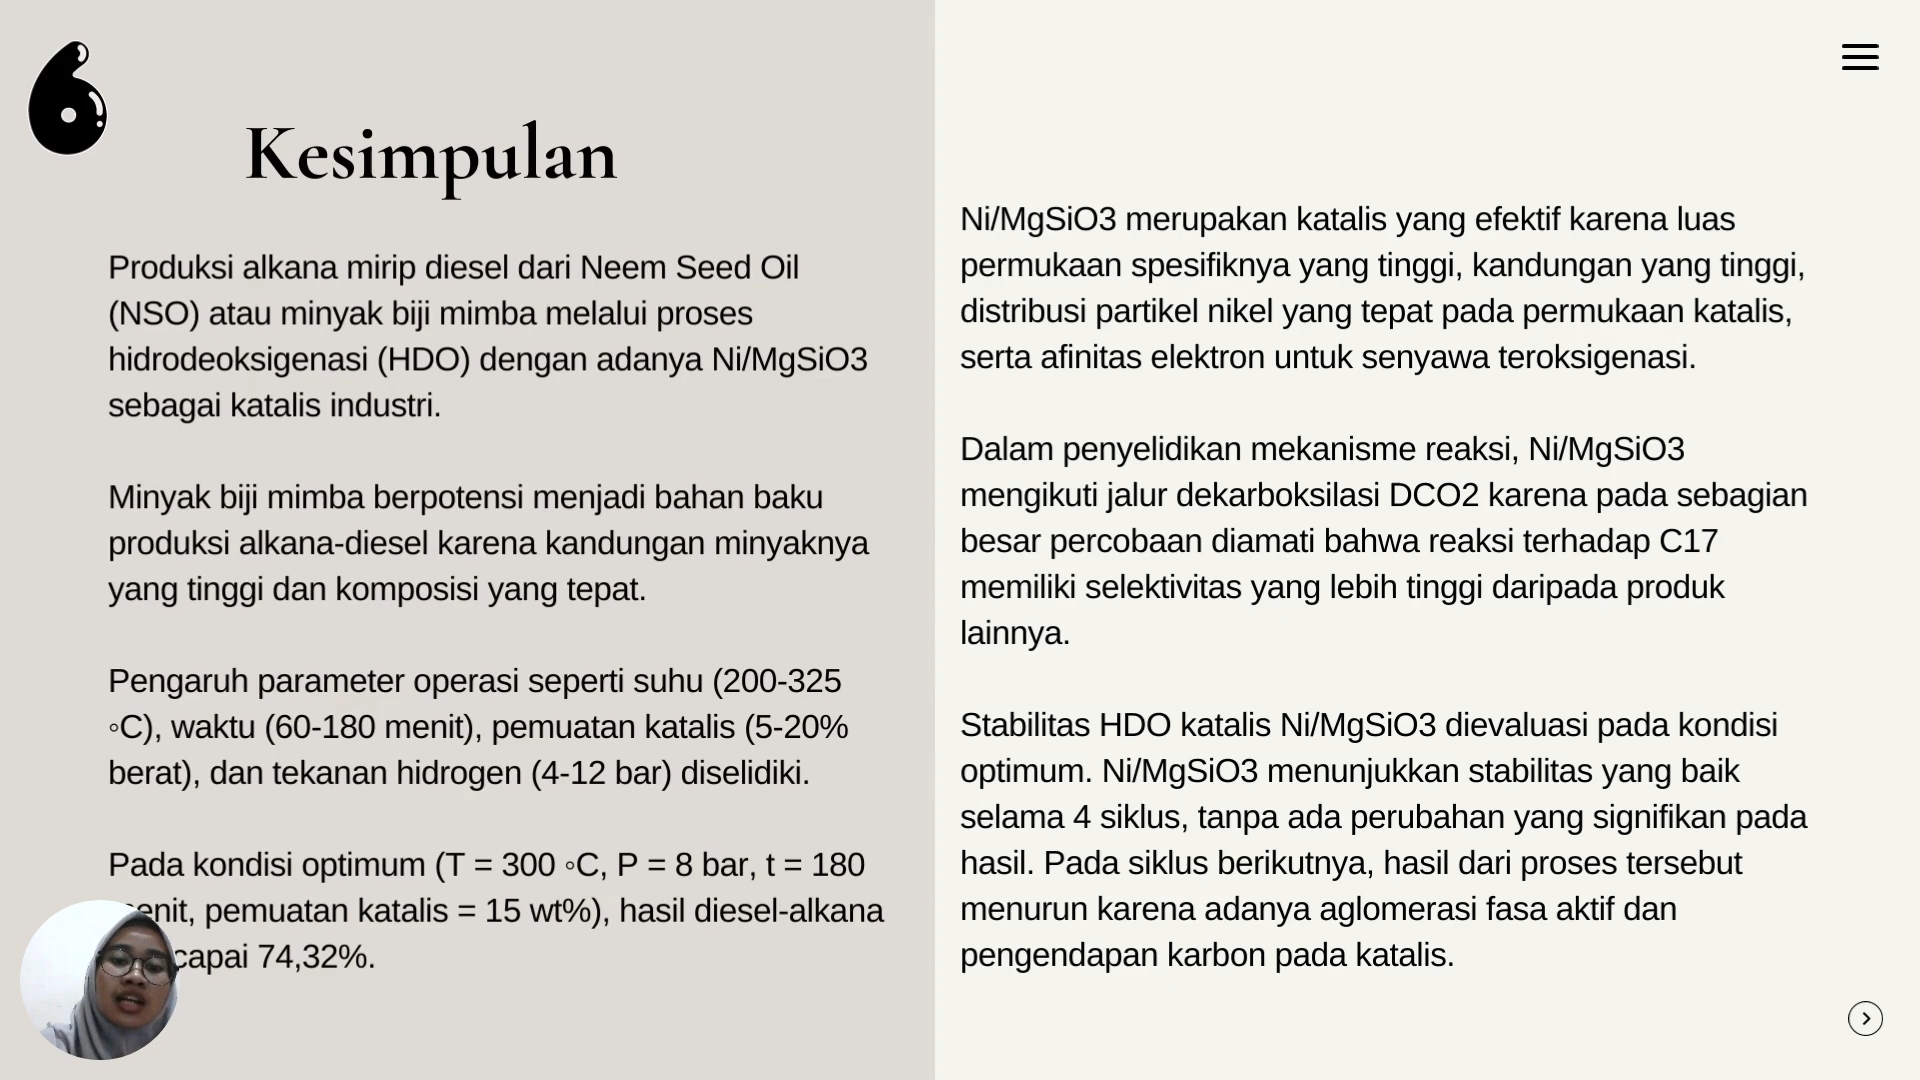 6
Kesimpulan
Produksi alkana mirip diesel dari Neem Seed Oil
(NSO) atau minyak biji mimba melalui proses
hidrodeoksigenasi (HDO) dengan adanya Ni/MgSiO3
sebagai katalis industri.
Minyak biji mimba berpotensi menjadi bahan baku
produksi alkana-diesel karena kandungan minyaknya
yang tinggi dan komposisi yang tepat.
Pengaruh parameter operasi seperti suhu (200-325
◦C), waktu (60-180 menit), pemuatan katalis (5-20%
berat), dan tekanan hidrogen (4-12 bar) diselidiki.
Pada kondisi optimum (T = 300 ◦C, P = 8 bar, t = 180
pemuatan katalis = 15 wt%), hasil diesel-alkana
74,32%.
Ni/MgSiO3 merupakan katalis yang efektif karena luas
permukaan spesifiknya yang tinggi, kandungan yang tinggi,
distribusi partikel nikel yang tepat pada permukaan katalis,
serta afinitas elektron untuk senyawa teroksigenasi.
Dalam penyelidikan mekanisme reaksi, Ni/MgSiO3
mengikuti jalur dekarboksilasi DCO2 karena pada sebagian
besar percobaan diamati bahwa reaksi terhadap C17
memiliki selektivitas yang lebih tinggi daripada produk
lainnya.
Stabilitas HDO katalis Ni/MgSiO3 dievaluasi pada kondisi
optimum. Ni/MgSiO3 menunjukkan stabilitas yang baik
selama 4 siklus, tanpa ada perubahan yang signifikan pada
hasil. Pada siklus berikutnya, hasil dari proses tersebut
menurun karena adanya aglomerasi fasa aktif dan
pengendapan karbon pada katalis.